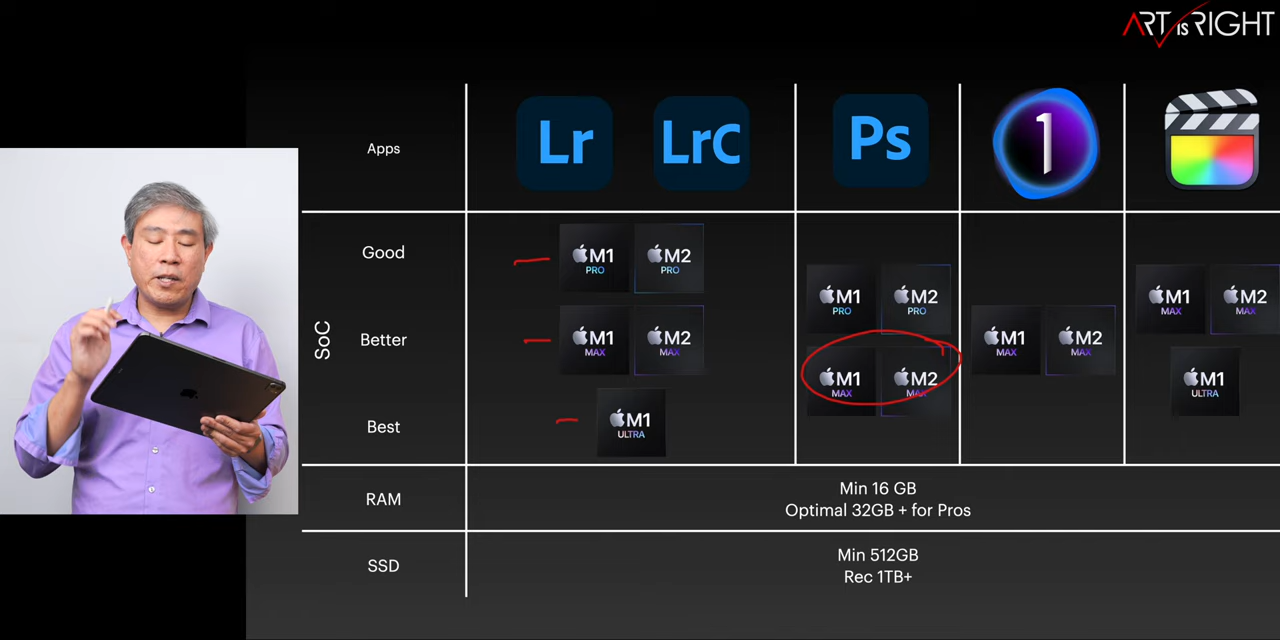 ART IS RIGHT
Apps
Lr
LrC
Ps
1
SoC
Good
M1 PRO
M2 PRO
Better
M1 MAX
M2 MAX
Best
M1 ULTRA
M1 PRO
M2 PRO
M1 MAX
M2 MAX
M1 MAX
M2 MAX
M1 MAX
M2 MAX
M1 ULTRA
RAM
Min 16 GB
Optimal 32GB + for Pros
SSD
Min 512GB
Rec 1TB+